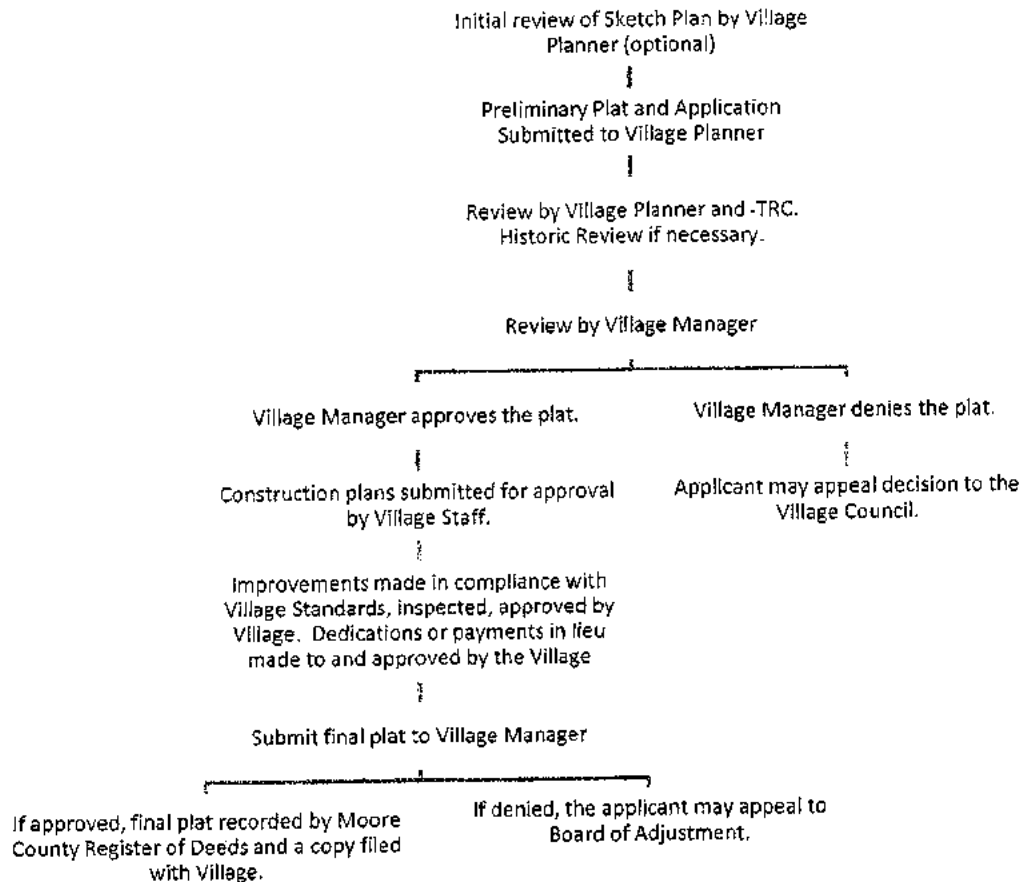 Initial review of Sketch Plan by Village
Planner (optional)
Preliminary Plat and Application
Submitted to Village Planner
Review by Village Planner and -TRC.
Historic Review if necessary.
Review by Village Manager
Village Manager approves the plat.
Village Manager denies the plat.
Construction plans submitted for approval
by Village Staff.
Applicant may appeal decision to the
Village Council.
Improvements made in compliance with
Village Standards, inspected, approved by
Village. Dedications or payments in lieu
made to and approved by the Village
Submit final plat to Village Manager
If approved, final plat recorded by Moore
County Register of Deeds and a copy filed
with Village.
If denied, the applicant may appeal to
Board of Adjustment.